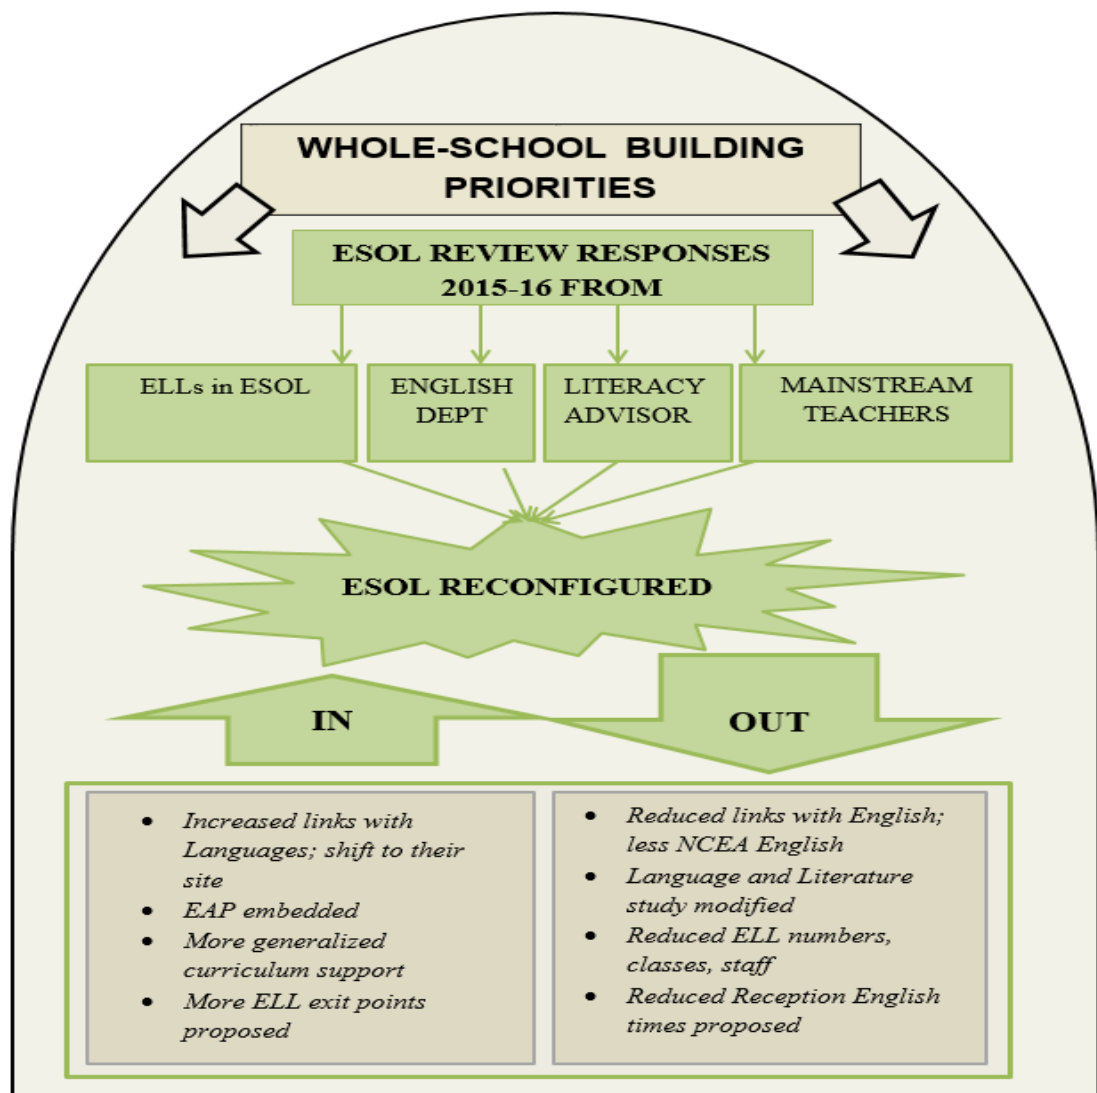 WHOLE-SCHOOL BUILDING
PRIORITIES
ESOL REVIEW RESPONSES
2015-16 FROM
ELLs in ESOL
ENGLISH
DEPT
LITERACY
ADVISOR
MAINSTREAM
TEACHERS
ESOL RECONFIGURED
IN
OUT
• Increased links with
Languages; shift to their
site
• EAP embedded
• More generalized
curriculum support
• More ELL exit points
proposed
• Reduced links with English;
less NCEA English
• Language and Literature
study modified
• Reduced ELL numbers,
classes, staff
• Reduced Reception English
times proposed